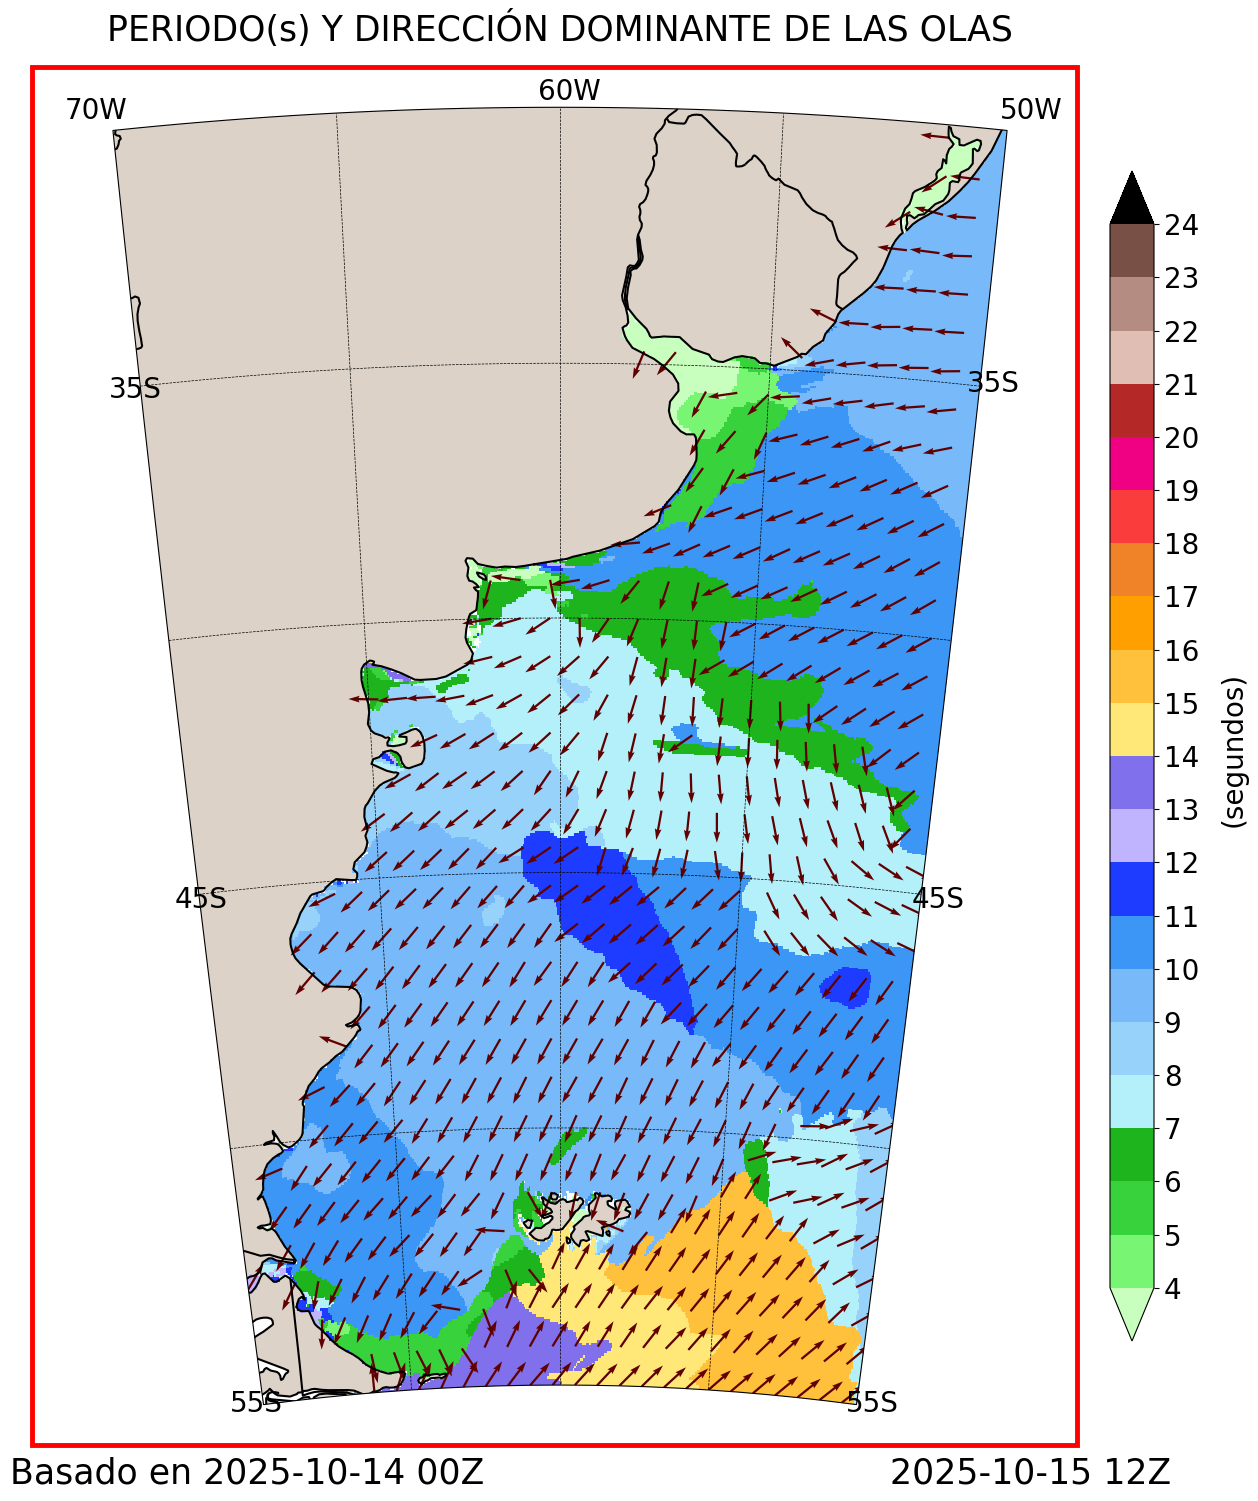 PERIODO(s) Y DIRECCIÓN DOMINANTE DE LAS OLAS
70W
60W
50W
35S
35S
45S
45S
55S
55S
24
23
22
21
20
19
18
17
16
15
14
13
12
11
10
9
8
7
6
5
4
(segundos)
Basado en 2025-10-14 00Z
2025-10-15 12Z